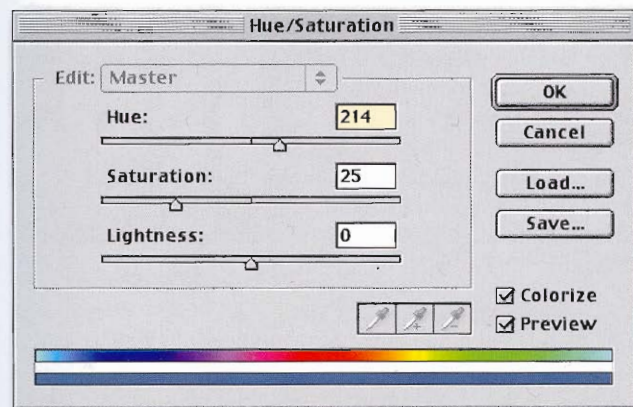 Hue/Saturation
Edit: Master
Hue: 214
Saturation: 25
Lightness: 0
OK
Cancel
Load...
Save...
Colorize
Preview